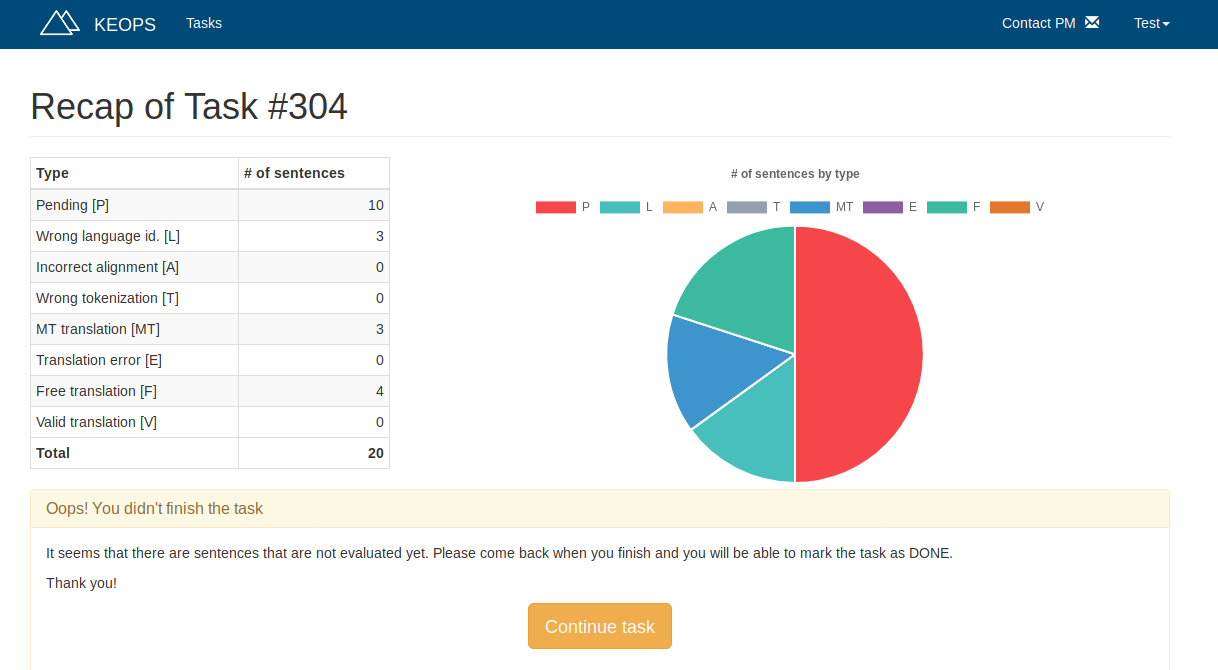 KEOPS Tasks Contact PM Test
Recap of Task #304
Type # of sentences
Pending [P] 10
Wrong language id. [L] 3
Incorrect alignment [A] 0
Wrong tokenization [T] 0
MT translation [MT] 3
Translation error [E] 0
Free translation [F] 4
Valid translation [V] 0
Total 20
# of sentences by type
P L A T MT E F V
Oops! You didn't finish the task
It seems that there are sentences that are not evaluated yet. Please come back when you finish and you will be able to mark the task as DONE.
Thank you!
Continue task